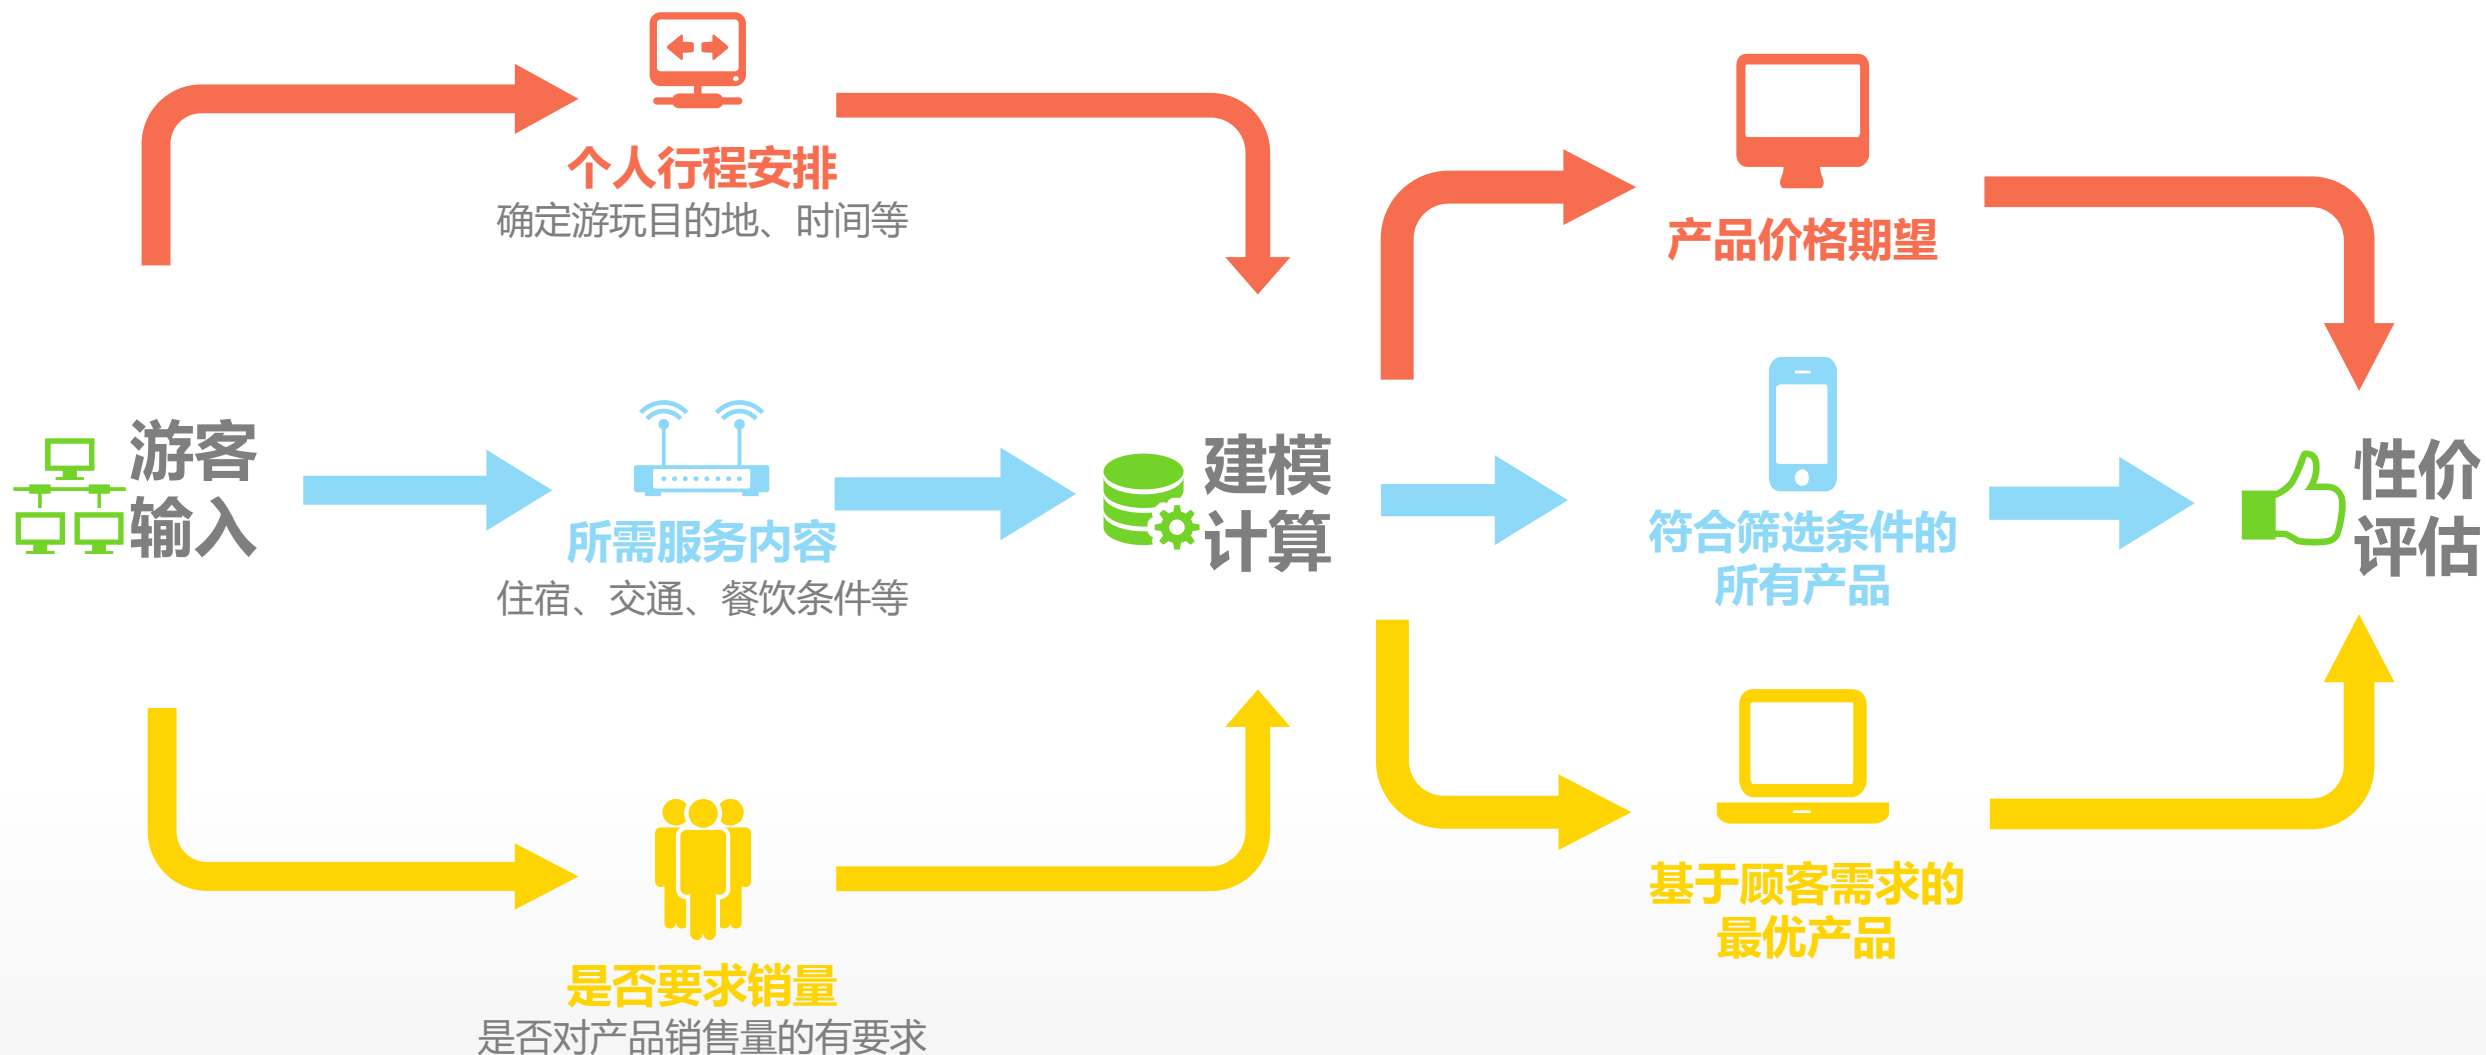 游客
输入
个人行程安排
确定游玩目的地、时间等
所需服务内容
住宿、交通、餐饮条件等
是否要求销量
是否对产品销售量的有要求
建模
计算
产品价格期望
符合筛选条件的
所有产品
基于顾客需求的
最优产品
性价
评估